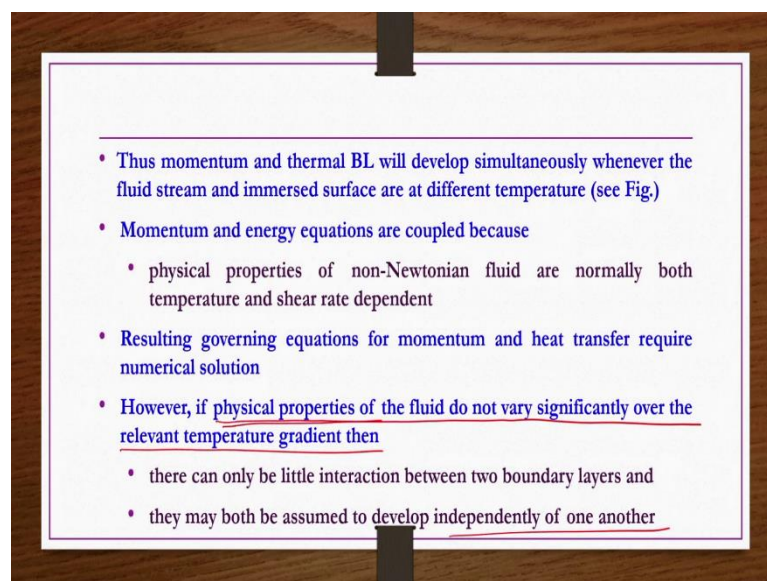 • Thus momentum and thermal BL will develop simultaneously whenever the
fluid stream and immersed surface are at different temperature (see Fig.)
• Momentum and energy equations are coupled because
• physical properties of non-Newtonian fluid are normally both
temperature and shear rate dependent
• Resulting governing equations for momentum and heat transfer require
numerical solution
• However, if physical properties of the fluid do not vary significantly over the
relevant temperature gradient then
• there can only be little interaction between two boundary layers and
• they may both be assumed to develop independently of one another